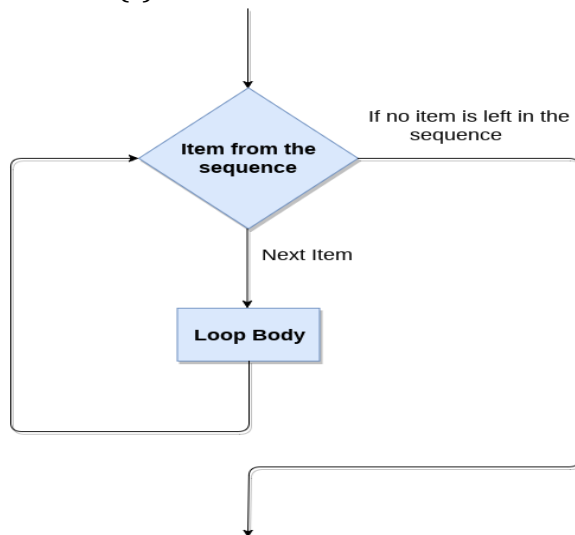 If no item is left in the
sequence
Item from the
sequence
Next Item
Loop Body